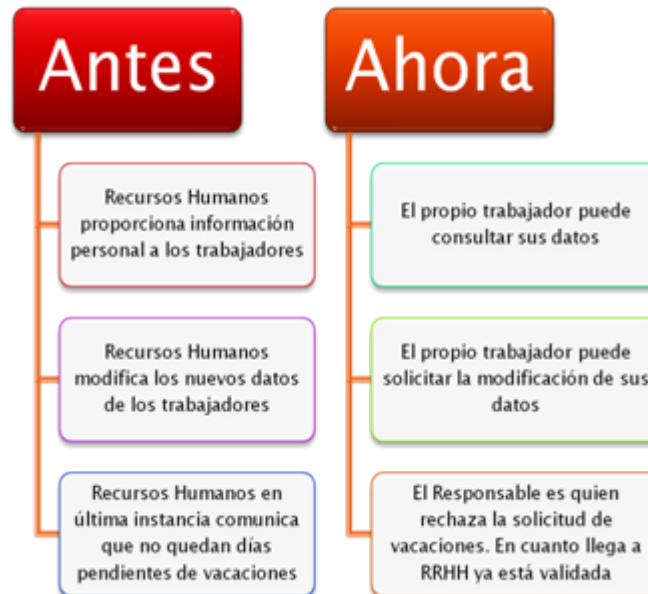 Antes
Recursos Humanos
proporciona información
personal a los trabajadores
Recursos Humanos
modifica los nuevos datos
de los trabajadores
Recursos Humanos en
última instancia comunica
que no quedan días
pendientes de vacaciones
Ahora
El propio trabajador puede
consultar sus datos
El propio trabajador puede
solicitar la modificación de sus
datos
El Responsable es quien
rechaza la solicitud de
vacaciones. En cuanto llega a
RRHH ya está validada